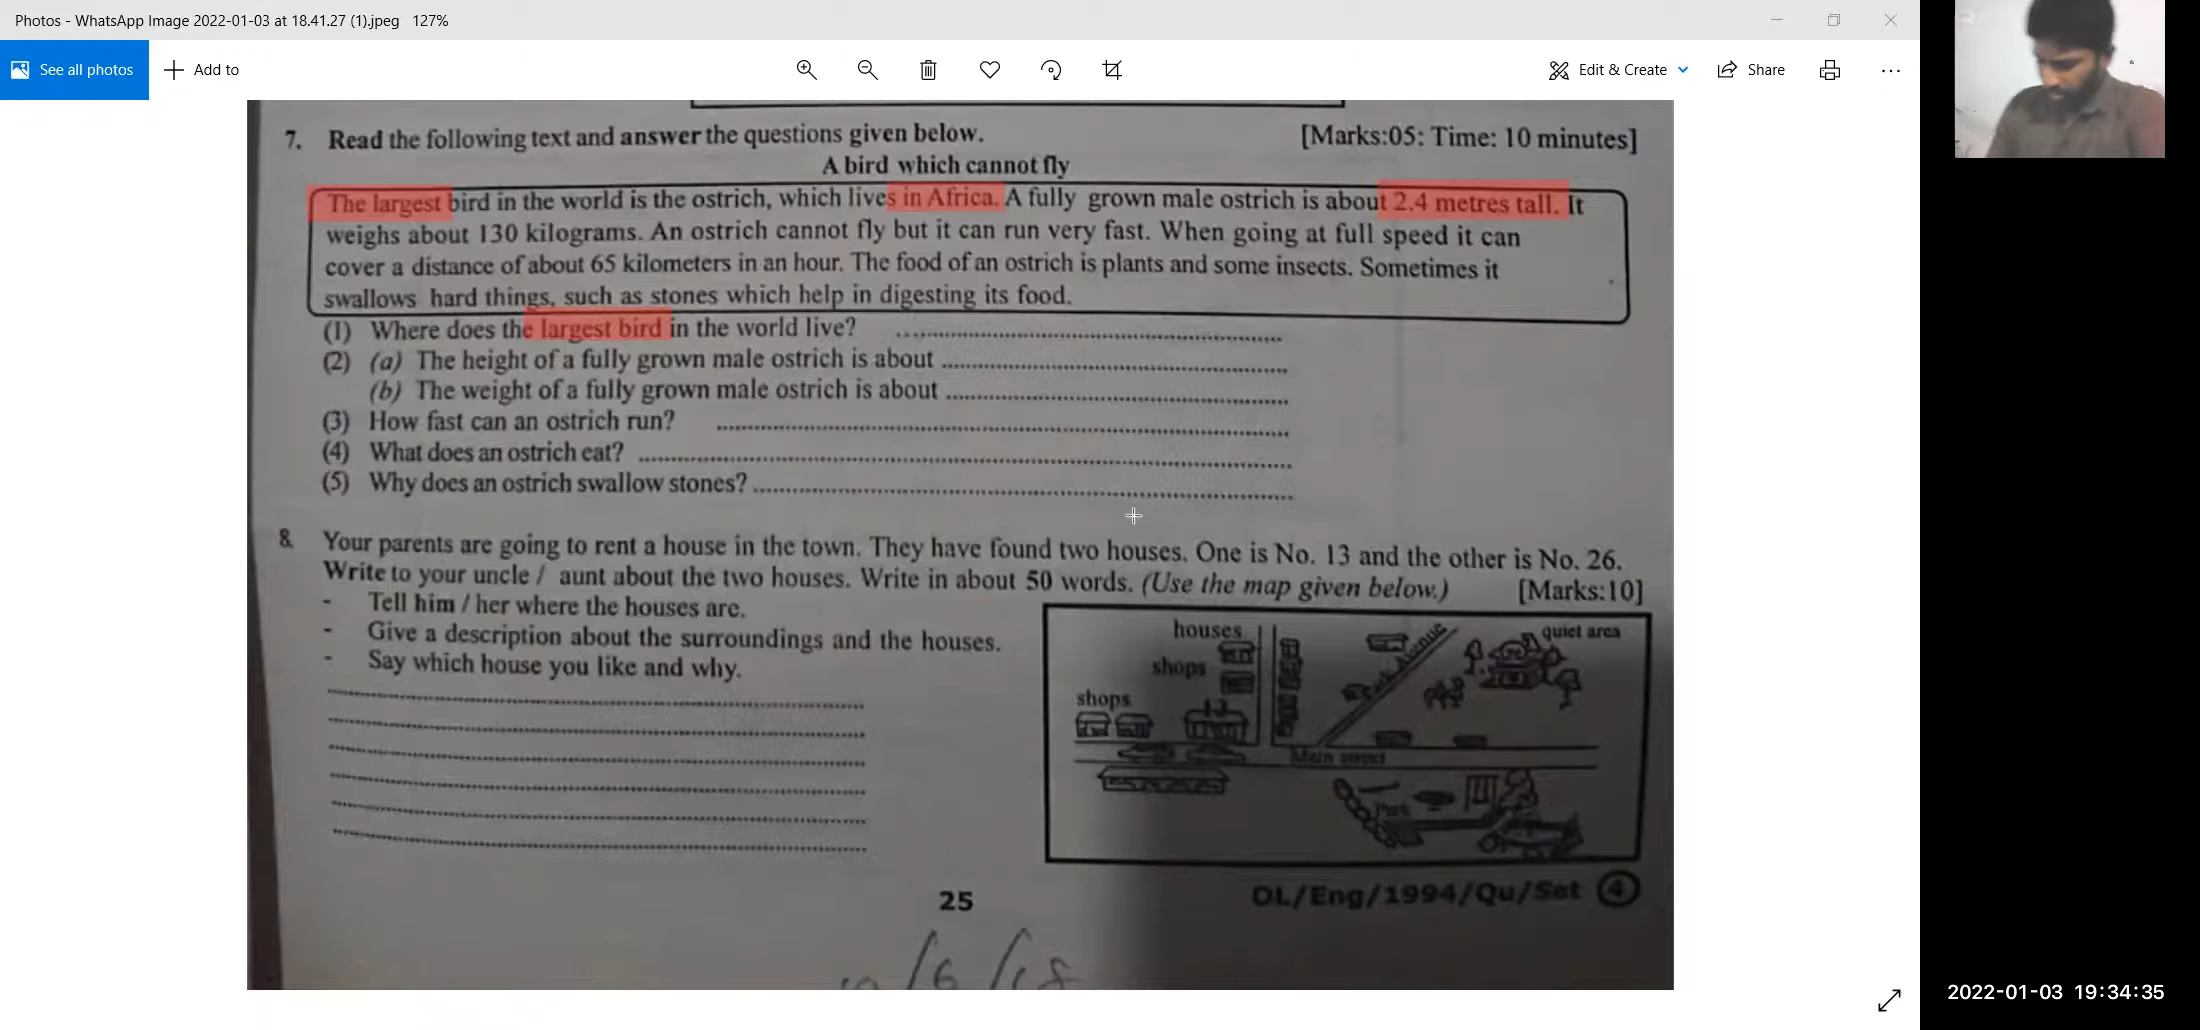 Photos - WhatsApp Image 2022-01-03 at 18.41.27 (1).jpeg 127%
See all photos
Add to
Edit & Create
Share
7. Read the following text and answer the questions given below. [Marks:05: Time: 10 minutes]
A bird which cannot fly
The largest bird in the world is the ostrich, which lives in Africa. A fully grown male ostrich is about 2.4 metres tall. It
weighs about 130 kilograms. An ostrich cannot fly but it can run very fast. When going at full speed it can
cover a distance of about 65 kilometers in an hour. The food of an ostrich is plants and some insects. Sometimes it
swallows hard things, such as stones which help in digesting its food.
(1) Where does the largest bird in the world live? ................
(2) (a) The height of a fully grown male ostrich is about ................
(b) The weight of a fully grown male ostrich is about ................
(3) How fast can an ostrich run? ................
(4) What does an ostrich eat? ................
(5) Why does an ostrich swallow stones? ................
8. Your parents are going to rent a house in the town. They have found two houses. One is No. 13 and the other is No. 26.
Write to your uncle / aunt about the two houses. Write in about 50 words. (Use the map given below.) [Marks:10]
- Tell him / her where the houses are.
- Give a description about the surroundings and the houses.
- Say which house you like and why.
houses
quiet area
shops
Park Avenue
shops
Main street
Park
25
OL/Eng/1994/Qu/Set 4
2022-01-03 19:34:35